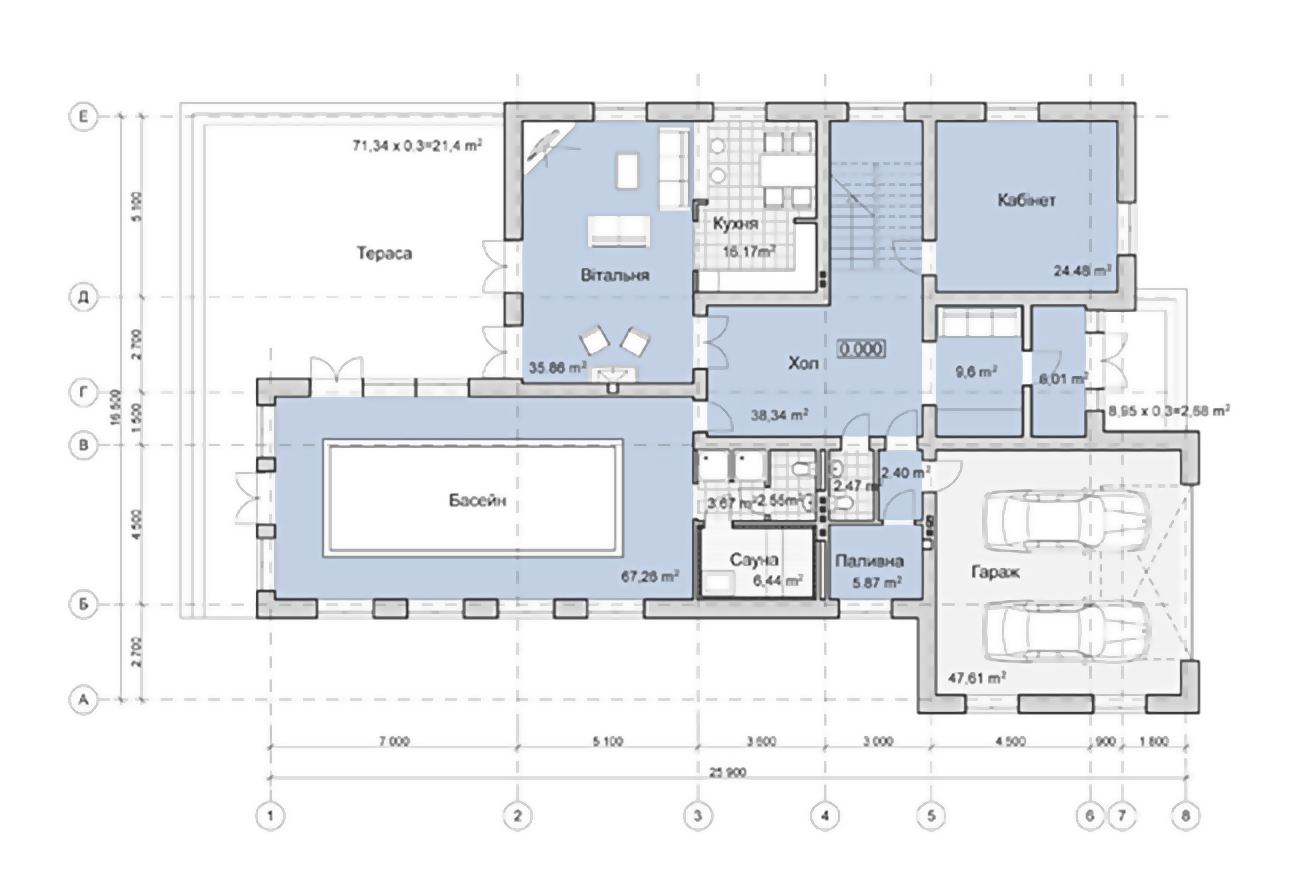 Е
71,34 x 0.3=21,4 m²
5 100
Кабінет
Кухня
16.17m²
Тераса
Вітальня
24.48 m²
Д
2 700
0.000
Хол
35.86 m²
9,6 m²
6,01 m²
Г
16 500
1 500
38,34 m²
8,95 x 0.3=2,68 m²
В
2.40 m²
2.47 m²
Басейн
3.67 m²
2.55m²
4 500
Сауна
6,44 m²
Паливна
5.87 m²
Гараж
67,26 m²
Б
2 700
47,61 m²
А
7 000
5 100
3 600
3 000
4 500
900
1 800
25 900
1
2
3
4
5
6
7
8